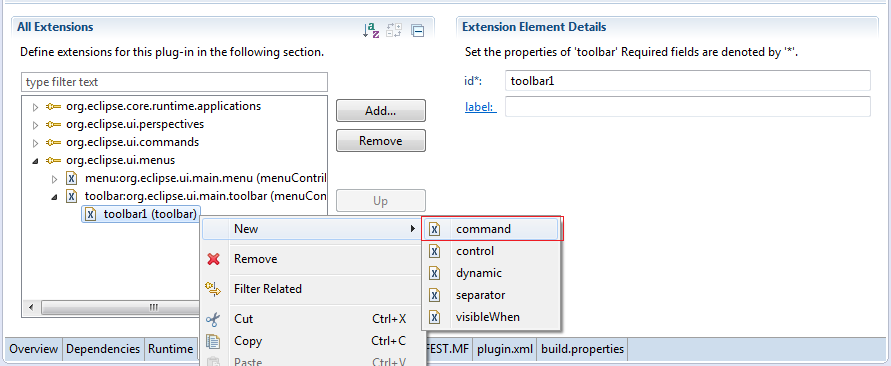 All Extensions
Define extensions for this plug-in in the following section.
type filter text
org.eclipse.core.runtime.applications
org.eclipse.ui.perspectives
org.eclipse.ui.commands
org.eclipse.ui.menus
menu:org.eclipse.ui.main.menu (menuContril
toolbar:org.eclipse.ui.main.toolbar (menuCon
toolbar1 (toolbar)
Add...
Remove
Up
Extension Element Details
Set the properties of 'toolbar' Required fields are denoted by '*'.
id*: toolbar1
label:
New
Remove
Filter Related
Cut Ctrl+X
Copy Ctrl+C
Paste Ctrl+V
command
control
dynamic
separator
visibleWhen
Overview Dependencies Runtime FEST.MF plugin.xml build.properties